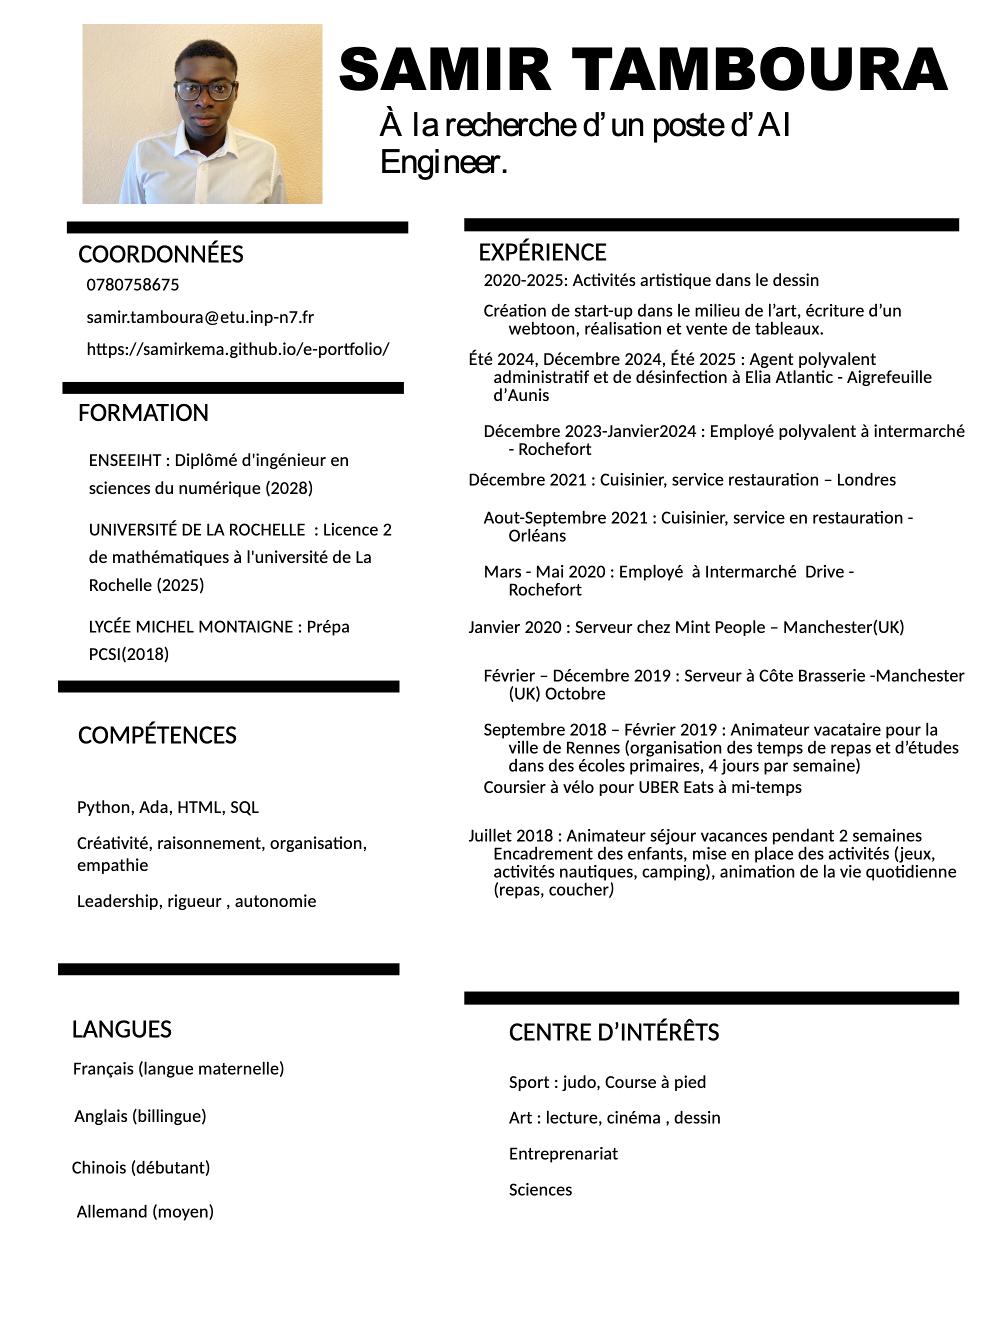 SAMIR TAMBOURA
À la recherche d’un poste d’AI
Engineer.
COORDONNÉES
0780758675
samir.tamboura@etu.inp-n7.fr
https://samirkema.github.io/e-portfolio/
FORMATION
ENSEEIHT : Diplômé d'ingénieur en
sciences du numérique (2028)
UNIVERSITÉ DE LA ROCHELLE  : Licence 2
de mathématiques à l'université de La
Rochelle (2025)
LYCÉE MICHEL MONTAIGNE : Prépa
PCSI(2018)
COMPÉTENCES
Python, Ada, HTML, SQL
Créativité, raisonnement, organisation,
empathie
Leadership, rigueur , autonomie
LANGUES
Français (langue maternelle)
Anglais (billingue)
Chinois (débutant)
Allemand (moyen)
EXPÉRIENCE
2020-2025: Activités artistique dans le dessin
Création de start-up dans le milieu de l’art, écriture d’un
webtoon, réalisation et vente de tableaux.
Été 2024, Décembre 2024, Été 2025 : Agent polyvalent
administratif et de désinfection à Elia Atlantic - Aigrefeuille
d’Aunis
Décembre 2023-Janvier2024 : Employé polyvalent à intermarché
- Rochefort
Décembre 2021 : Cuisinier, service restauration – Londres
Aout-Septembre 2021 : Cuisinier, service en restauration -
Orléans
Mars - Mai 2020 : Employé  à Intermarché  Drive -
Rochefort
Janvier 2020 : Serveur chez Mint People – Manchester(UK)
Février – Décembre 2019 : Serveur à Côte Brasserie -Manchester
(UK) Octobre
Septembre 2018 – Février 2019 : Animateur vacataire pour la
ville de Rennes (organisation des temps de repas et d’études
dans des écoles primaires, 4 jours par semaine)
Coursier à vélo pour UBER Eats à mi-temps
Juillet 2018 : Animateur séjour vacances pendant 2 semaines
Encadrement des enfants, mise en place des activités (jeux,
activités nautiques, camping), animation de la vie quotidienne
(repas, coucher)
CENTRE D’INTÉRÊTS
Sport : judo, Course à pied
Art : lecture, cinéma , dessin
Entreprenariat
Sciences